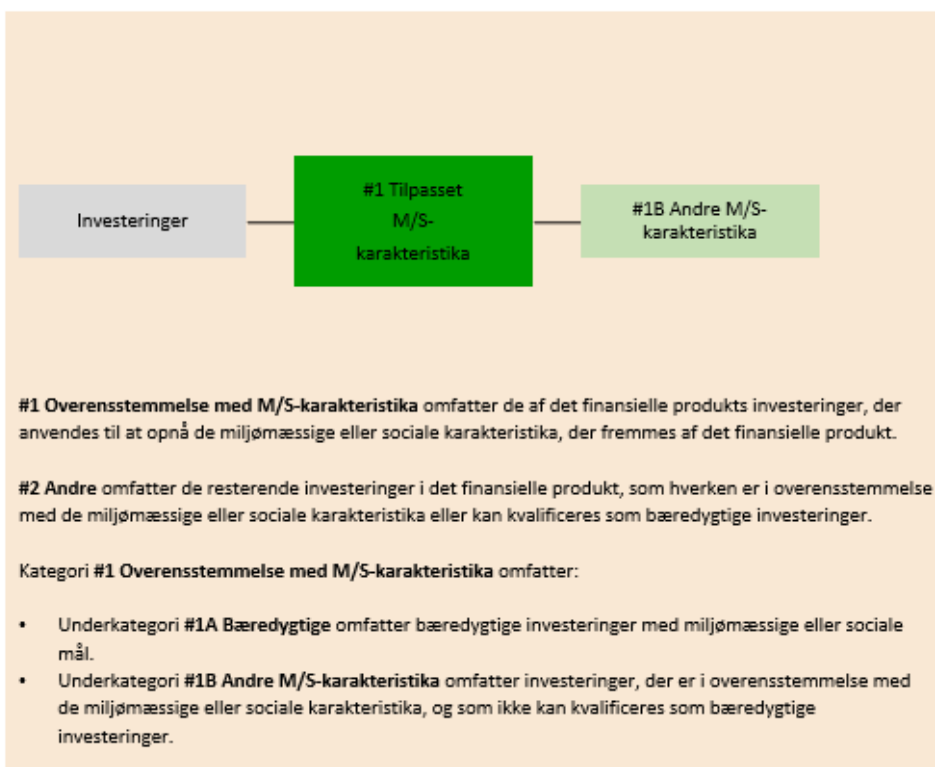 Investeringer
#1 Tilpasset
M/S-
karakteristika
#1B Andre M/S-
karakteristika
#1 Overensstemmelse med M/S-karakteristika omfatter de af det finansielle produkts investeringer, der
anvendes til at opnå de miljømæssige eller sociale karakteristika, der fremmes af det finansielle produkt.
#2 Andre omfatter de resterende investeringer i det finansielle produkt, som hverken er i overensstemmelse
med de miljømæssige eller sociale karakteristika eller kan kvalificeres som bæredygtige investeringer.
Kategori #1 Overensstemmelse med M/S-karakteristika omfatter:
• Underkategori #1A Bæredygtige omfatter bæredygtige investeringer med miljømæssige eller sociale
mål.
• Underkategori #1B Andre M/S-karakteristika omfatter investeringer, der er i overensstemmelse med
de miljømæssige eller sociale karakteristika, og som ikke kan kvalificeres som bæredygtige
investeringer.